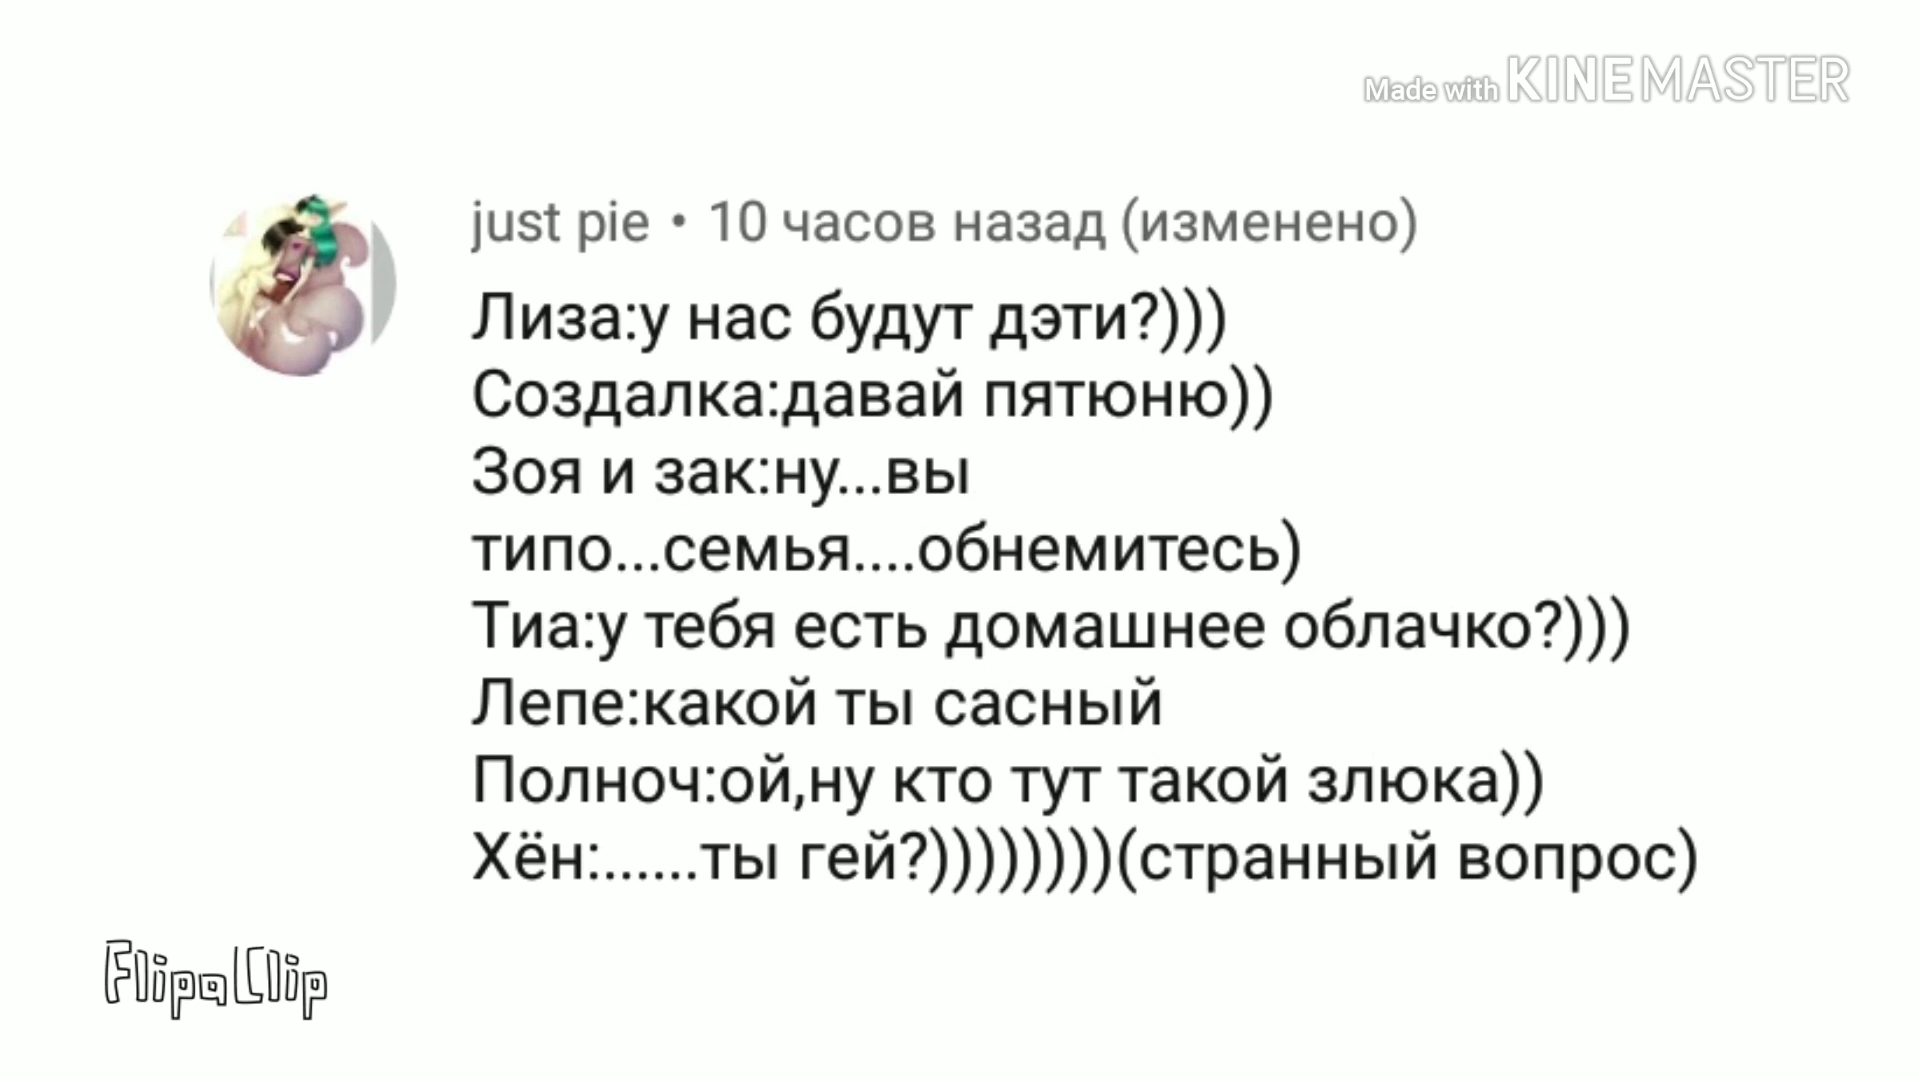 Made with KINEMASTER
just pie • 10 часов назад (изменено)
Лиза:у нас будут дэти?)))
Создалка:давай пятюню))
Зоя и зак:ну...вы
типо...семья....обнемитесь)
Тиа:у тебя есть домашнее облачко?)))
Лепе:какой ты сасный
Полноч:ой,ну кто тут такой злюка))
Хён:......ты гей?))))))))(странный вопрос)
FlipaClip